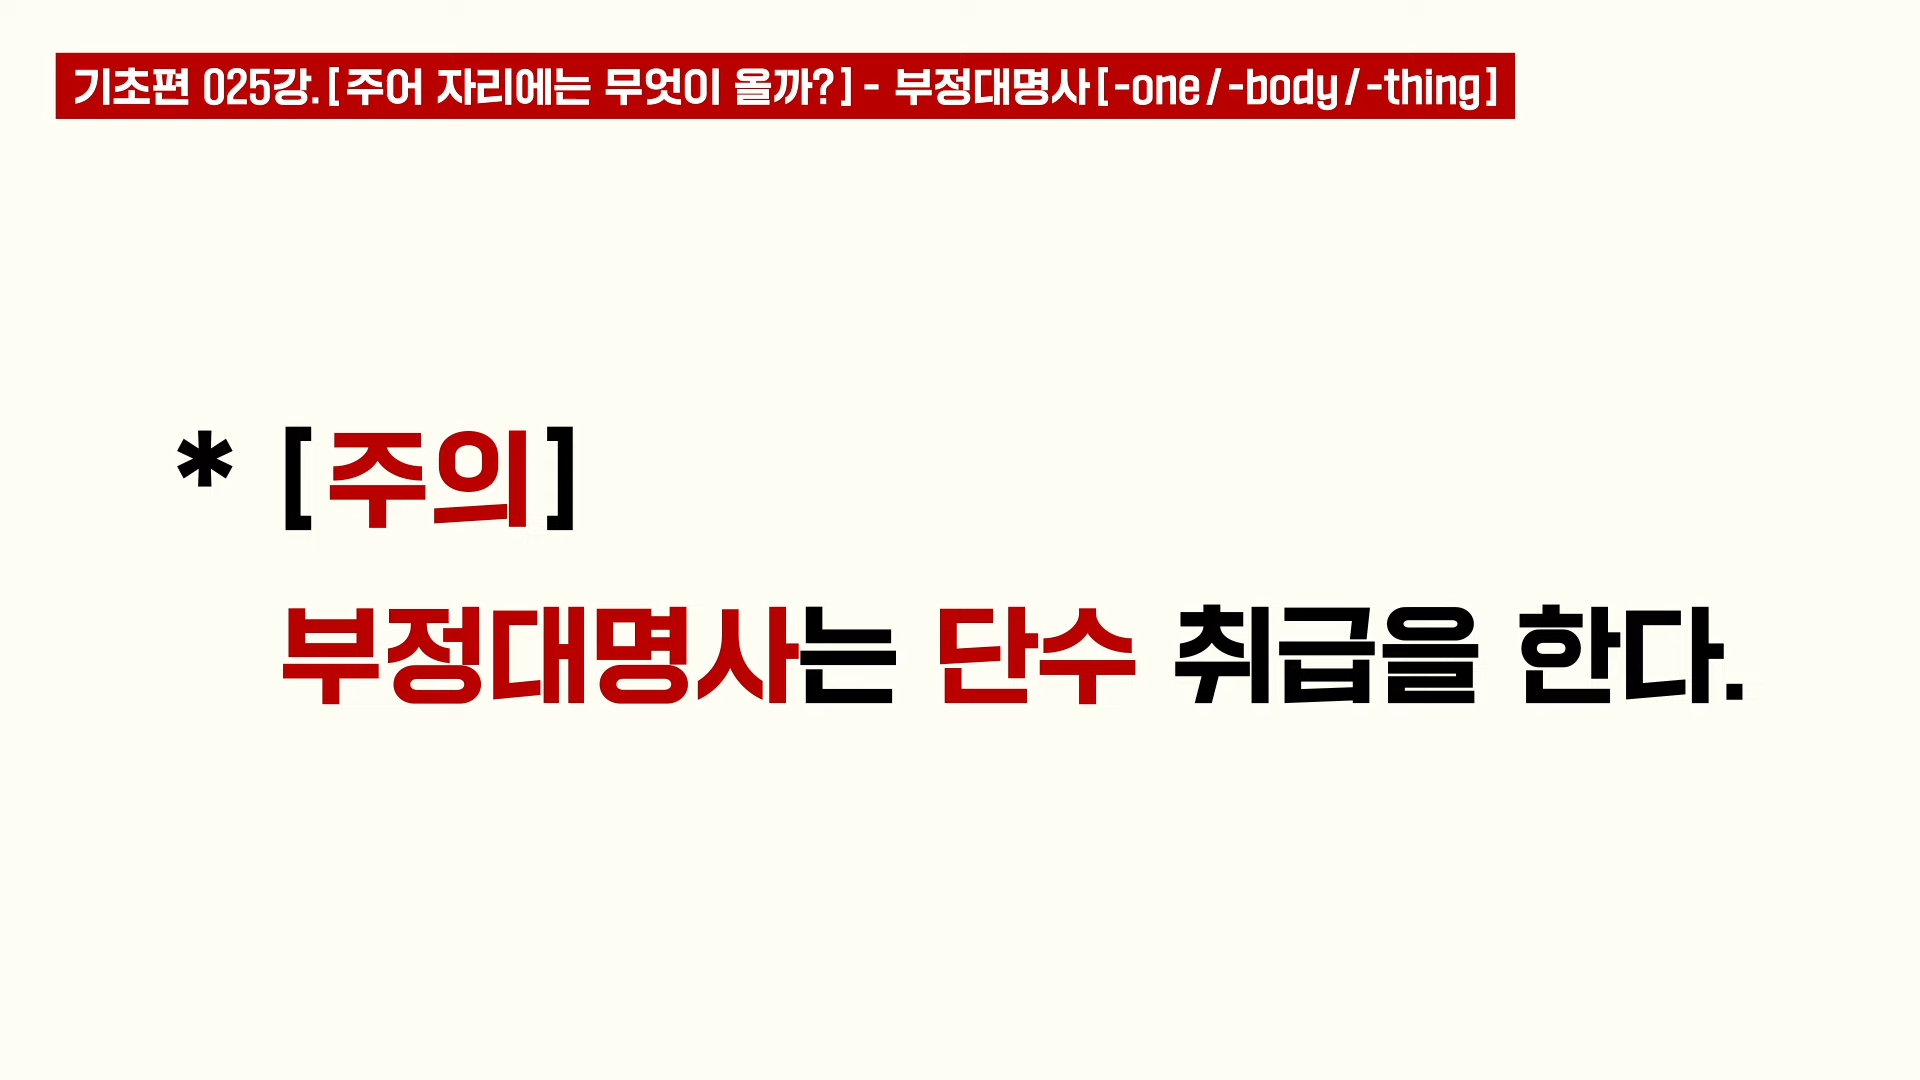 기초편 025강. [주어 자리에는 무엇이 올까?] - 부정대명사 [-one / -body / -thing]
* [주의]
부정대명사는 단수 취급을 한다.